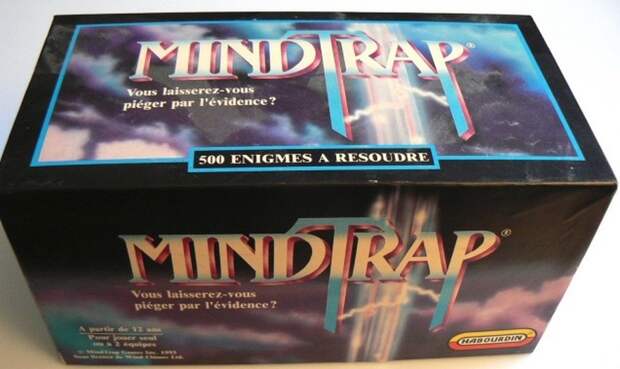 MINDTRAP®
Vous laisserez-vous
piéger par l'évidence?
500 ENIGMES A RESOUDRE
MINDTRAP®
Vous laisserez-vous
piéger par l'évidence?
A partir de 12 ans
Pour jouer seul
ou à 2 équipes
© MindTrap Games Inc. 1993
HABOURDIN